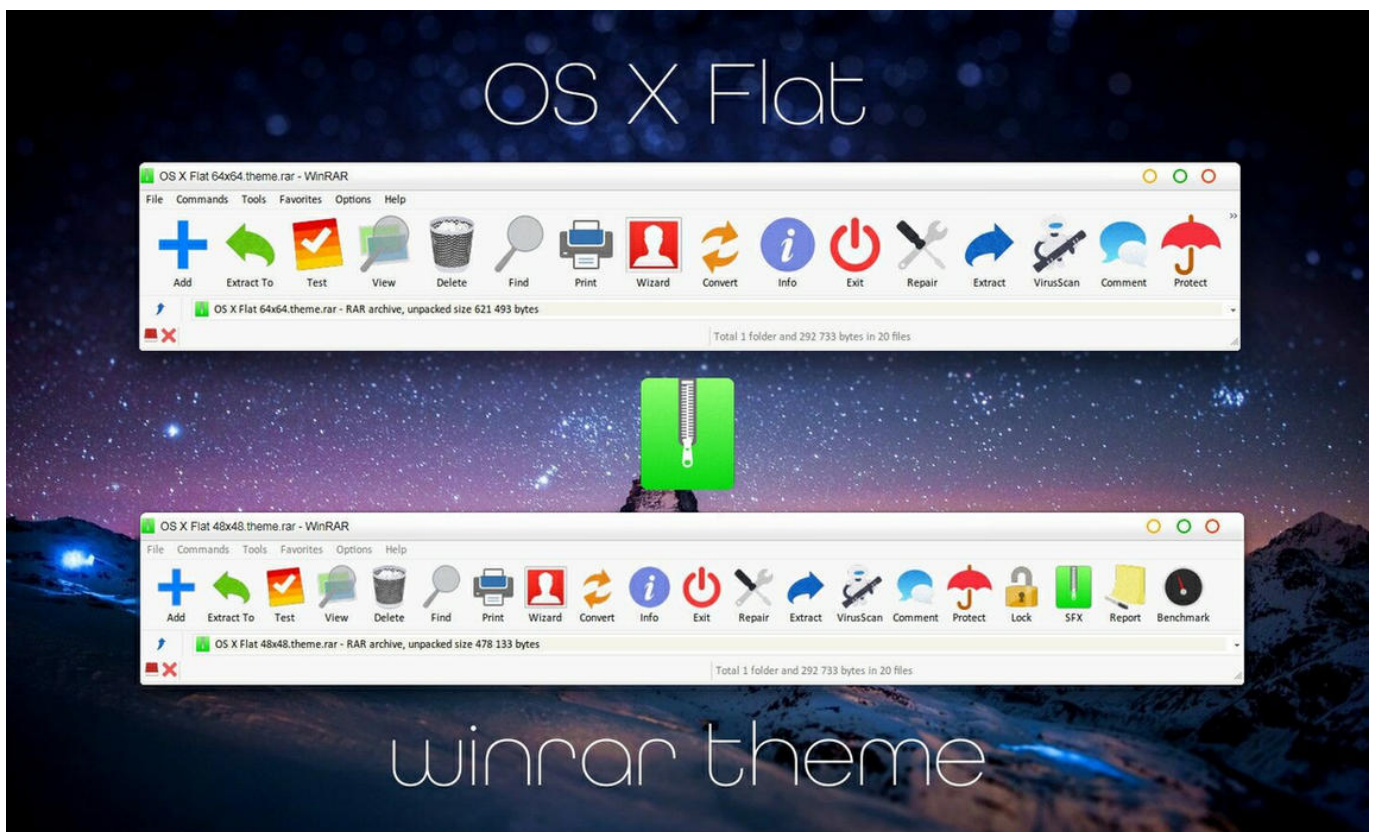 OS X Flat
OS X Flat 64x64.theme.rar - WinRAR
File Commands Tools Favorites Options Help
Add Extract To Test View Delete Find Print Wizard Convert Info Exit Repair Extract VirusScan Comment Protect
OS X Flat 64x64.theme.rar - RAR archive, unpacked size 621 493 bytes
Total 1 folder and 292 733 bytes in 20 files
OS X Flat 48x48.theme.rar - WinRAR
File Commands Tools Favorites Options Help
Add Extract To Test View Delete Find Print Wizard Convert Info Exit Repair Extract VirusScan Comment Protect Lock SFX Report Benchmark
OS X Flat 48x48.theme.rar - RAR archive, unpacked size 478 133 bytes
Total 1 folder and 292 733 bytes in 20 files
winrar theme